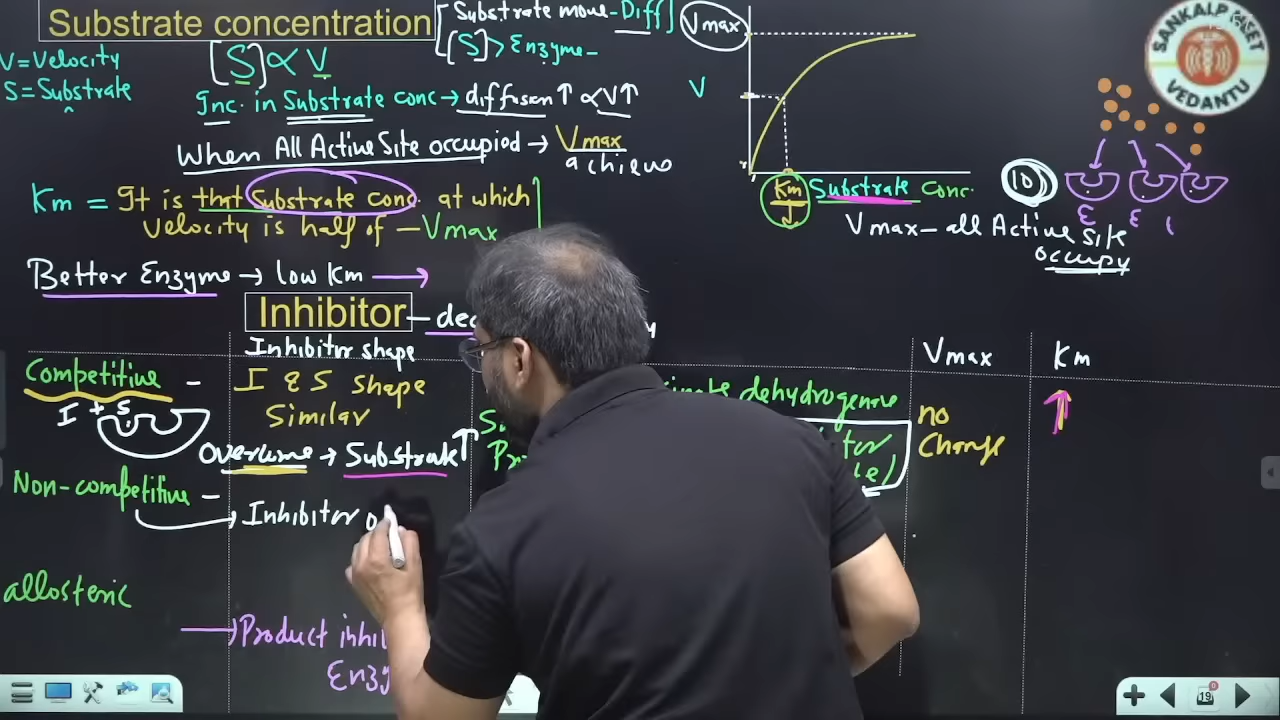 Substrate concentration
[Substrate move - Diff]
[S] > Enzyme -
V = Velocity
S = Substrate
[S] ∝ V
Inc. in Substrate conc → diffusion ↑ ∝ V↑
When All Active Site occupied → Vmax
achieve
Km = It is that Substrate conc. at which
Velocity is half of - Vmax
Better Enzyme → low Km →
Vmax
V
Km
Substrate conc.
SANKALP NEET
VEDANTU
10
E E
Vmax - all Active Site
occupy
Inhibitor - dec
Inhibitor shape
Vmax
Km
Competitive -
I + S
I & S shape
Similar
Overcome → Substrate ↑
dehydrogenase
no
Change
↑
Non-competitive -
→ Inhibitor
allosteric
→ Product inhi
Enzy
19